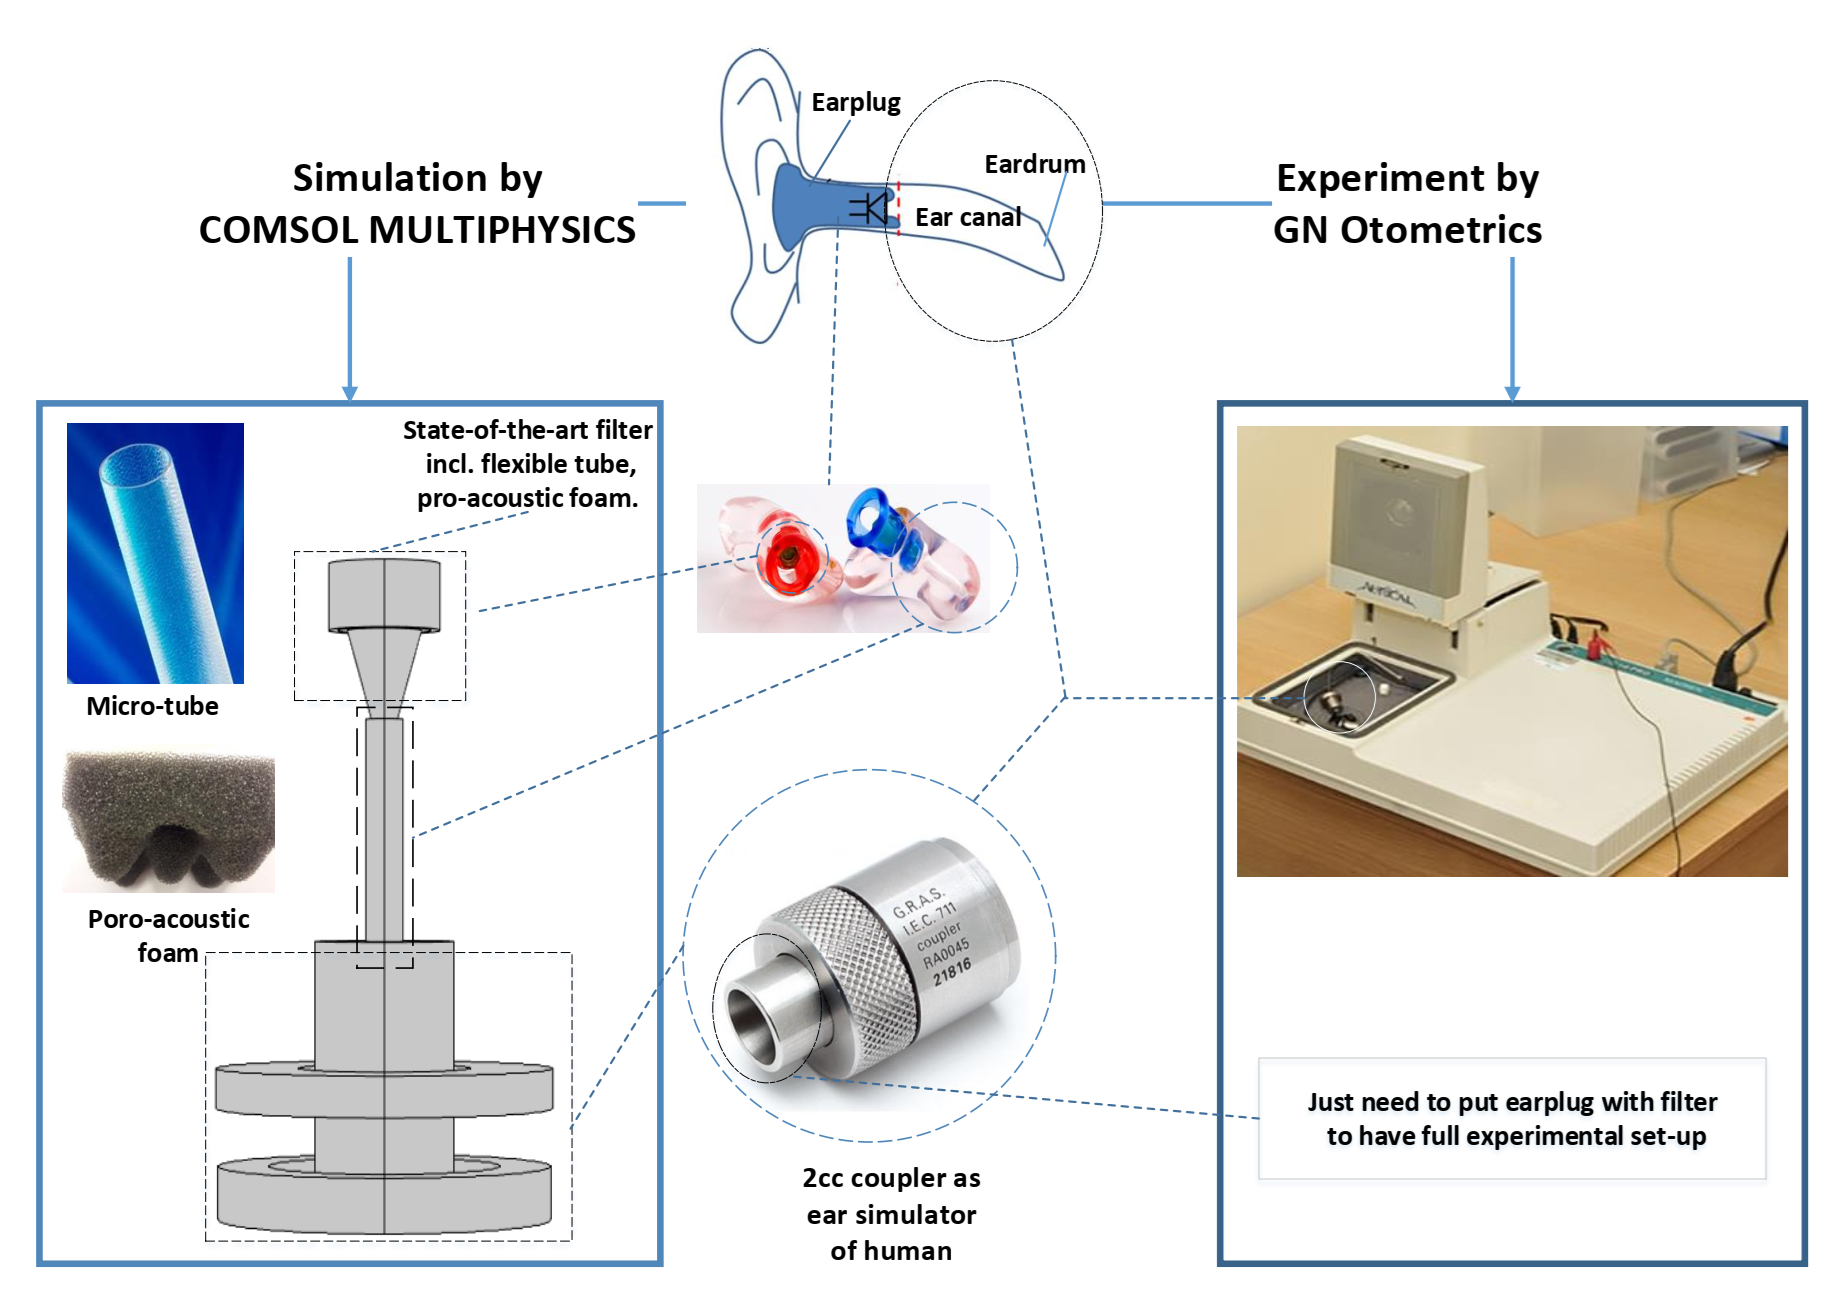 Earplug
Eardrum
Ear canal
Simulation by
COMSOL MULTIPHYSICS
Experiment by
GN Otometrics
State-of-the-art filter
incl. flexible tube,
pro-acoustic foam.
Micro-tube
Poro-acoustic
foam
G.R.A.S.
I.E.C. 711
coupler
RA0045
21816
2cc coupler as
ear simulator
of human
Just need to put earplug with filter
to have full experimental set-up